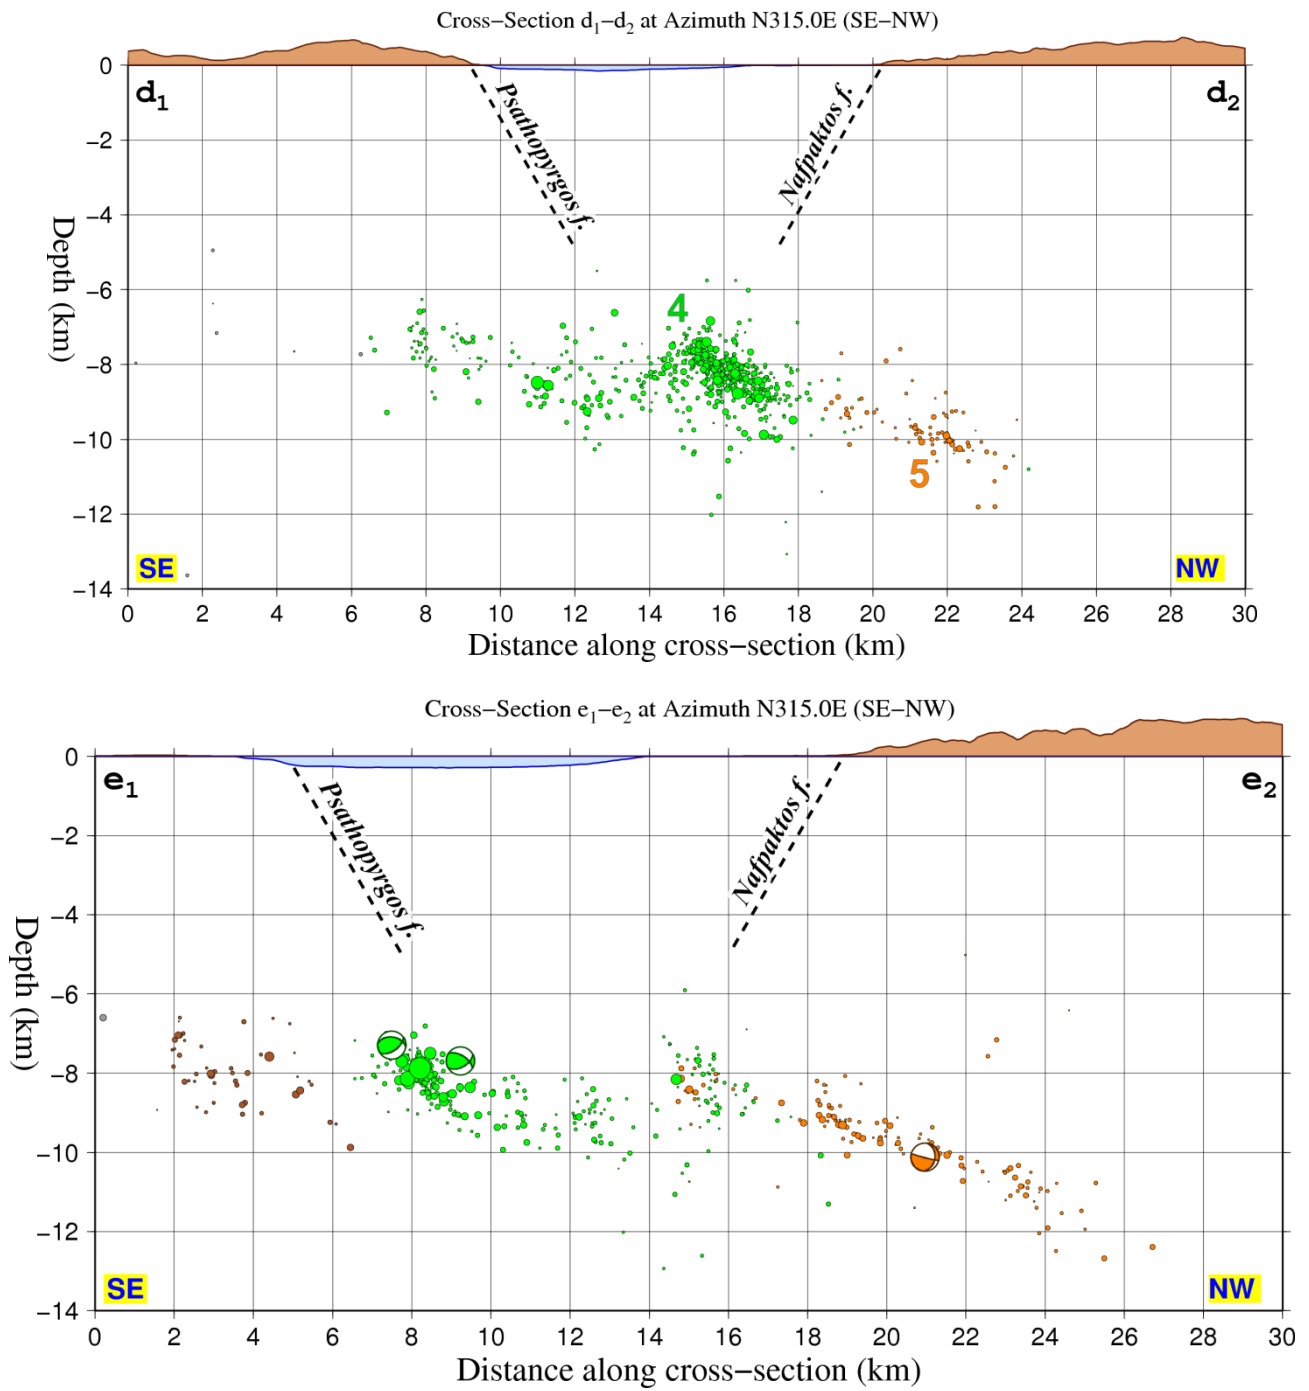 Cross−Section d1−d2 at Azimuth N315.0E (SE−NW)
0
d1
d2
Psathopyrgos f.
Nafpaktos f.
−2
−4
Depth (km)
−6
4
−8
−10
5
−12
SE
NW
−14
0 2 4 6 8 10 12 14 16 18 20 22 24 26 28 30
Distance along cross−section (km)
Cross−Section e1−e2 at Azimuth N315.0E (SE−NW)
0
e1
e2
Psathopyrgos f.
Nafpaktos f.
−2
−4
Depth (km)
−6
−8
−10
−12
SE
NW
−14
0 2 4 6 8 10 12 14 16 18 20 22 24 26 28 30
Distance along cross−section (km)